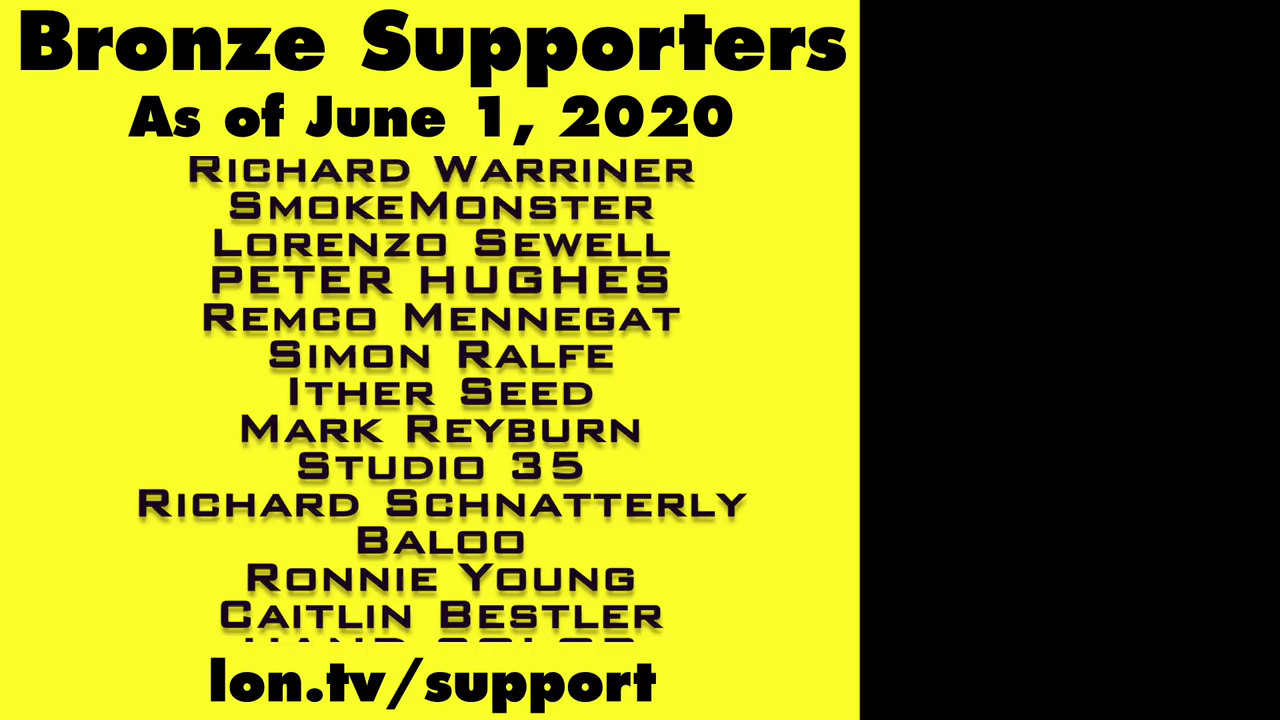 Bronze Supporters
As of June 1, 2020
Richard Warriner
SmokeMonster
Lorenzo Sewell
PETER HUGHES
Remco Mennegat
Simon Ralfe
Ither Seed
Mark Reyburn
Studio 35
Richard Schnatterly
Baloo
Ronnie Young
Caitlin Bestler
lon.tv/support